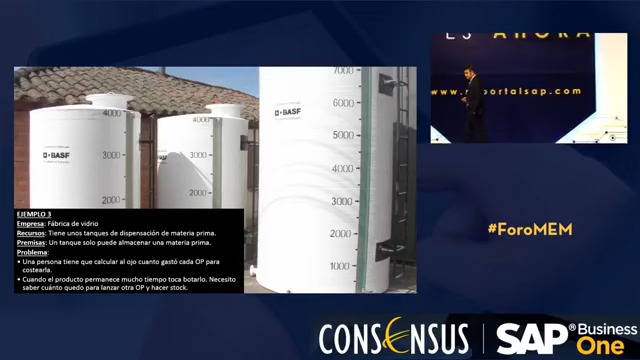 ES AHORA
www.reportalsap.com
4000
3000
2000
BASF
4000
3000
2000
7000
6000
5000
4000
3000
2000
1000
BASF
EJEMPLO 3
Empresa: Fábrica de vidrio
Recursos: Tiene unos tanques de dispensación de materia prima.
Premisas: Un tanque solo puede almacenar una materia prima.
Problema:
• Una persona tiene que calcular al ojo cuanto gastó cada OP para
costearla.
• Cuando el producto permanece mucho tiempo toca botarlo. Necesito
saber cuánto quedo para lanzar otra OP y hacer stock.
#ForoMEM
CONSENSUS
SAP® Business
One